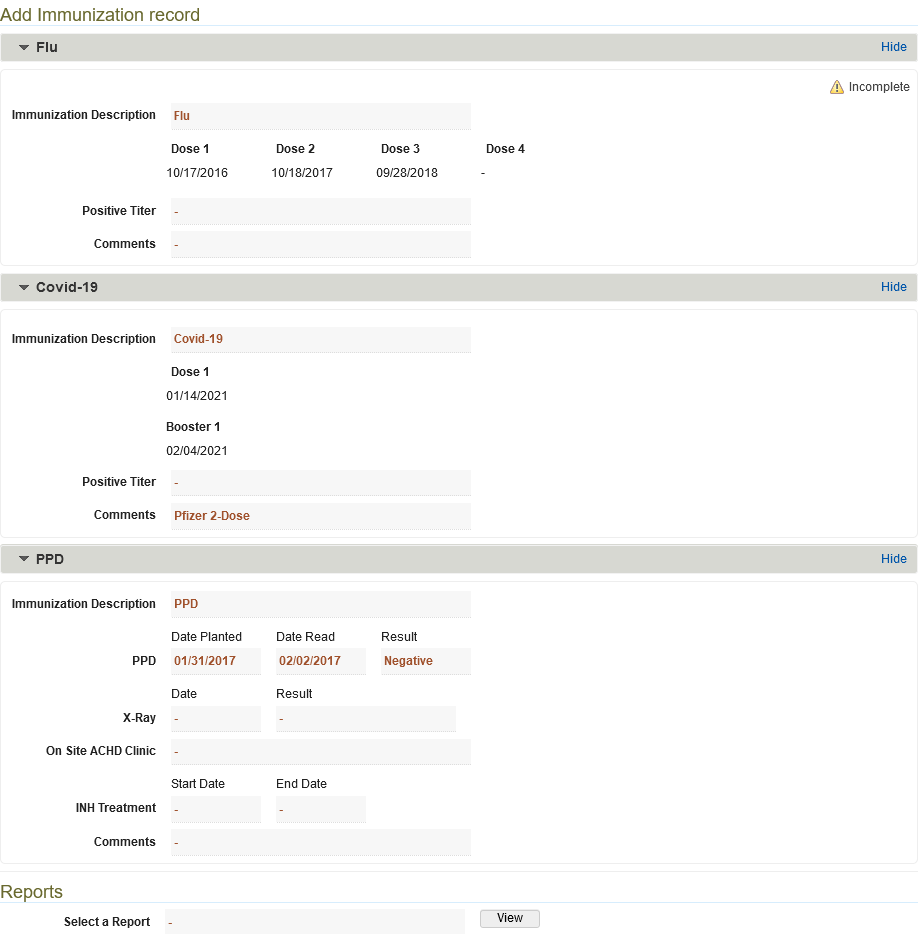 Add Immunization record
Flu Hide
Incomplete
Immunization Description Flu
Dose 1 Dose 2 Dose 3 Dose 4
10/17/2016 10/18/2017 09/28/2018 -
Positive Titer -
Comments -
Covid-19 Hide
Immunization Description Covid-19
Dose 1
01/14/2021
Booster 1
02/04/2021
Positive Titer -
Comments Pfizer 2-Dose
PPD Hide
Immunization Description PPD
Date Planted Date Read Result
PPD 01/31/2017 02/02/2017 Negative
Date Result
X-Ray - -
On Site ACHD Clinic -
Start Date End Date
INH Treatment - -
Comments -
Reports
Select a Report - View